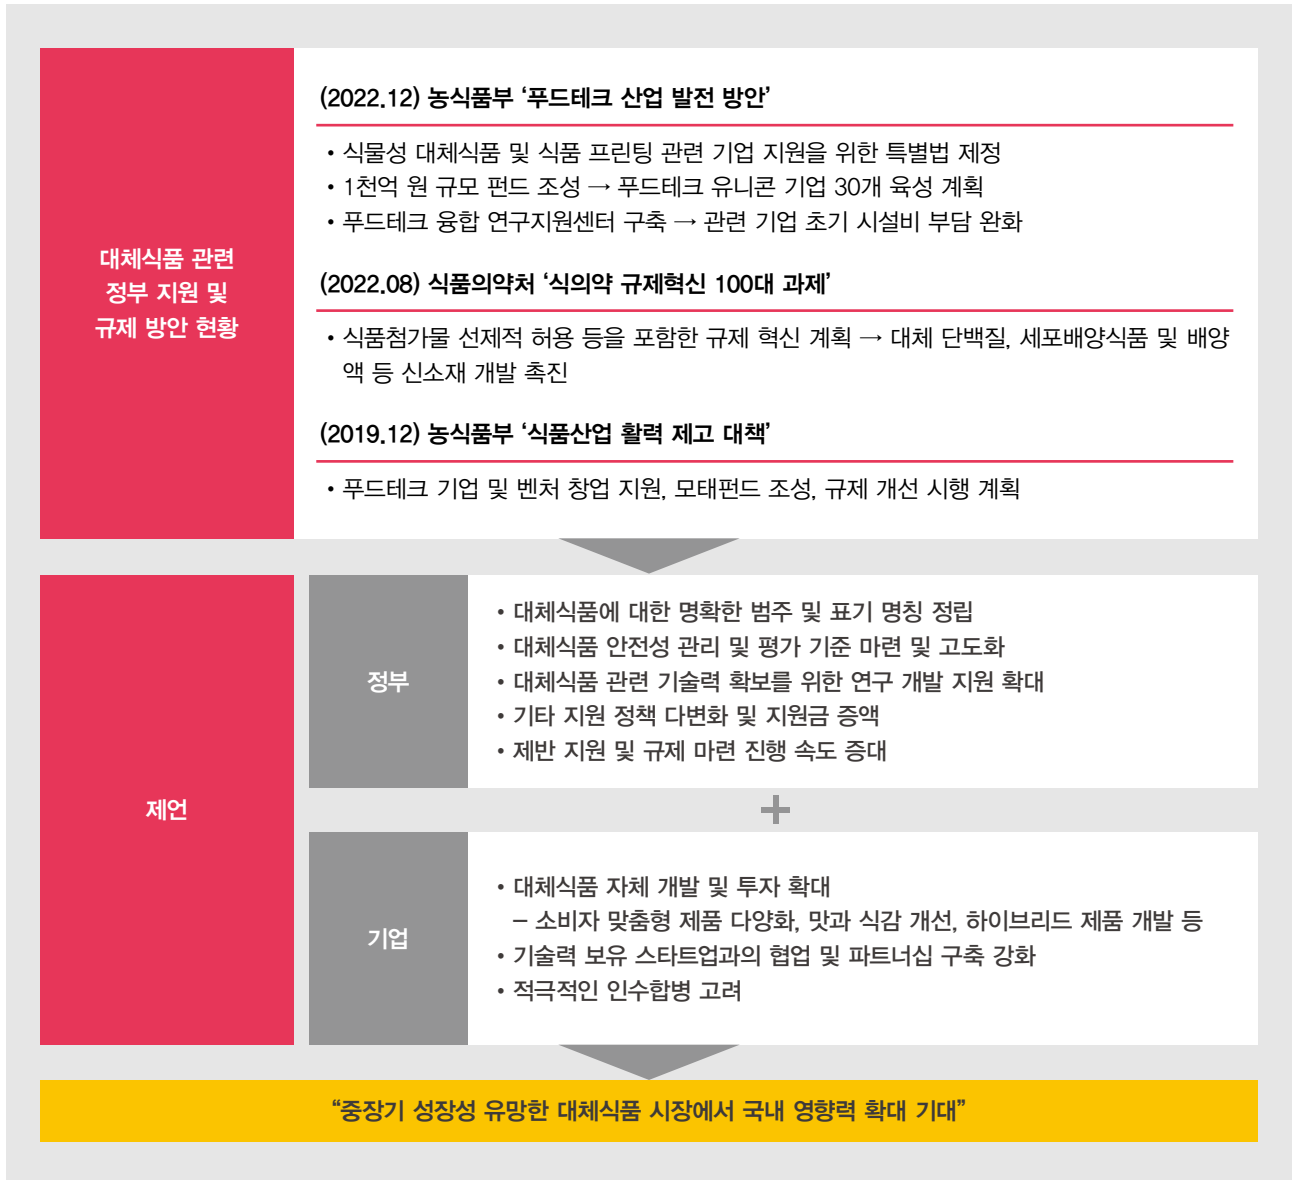 대체식품 관련
정부 지원 및
규제 방안 현황
(2022.12) 농식품부 ‘푸드테크 산업 발전 방안’
• 식물성 대체식품 및 식품 프린팅 관련 기업 지원을 위한 특별법 제정
• 1천억 원 규모 펀드 조성 → 푸드테크 유니콘 기업 30개 육성 계획
• 푸드테크 융합 연구지원센터 구축 → 관련 기업 초기 시설비 부담 완화
(2022.08) 식품의약처 ‘식의약 규제혁신 100대 과제’
• 식품첨가물 선제적 허용 등을 포함한 규제 혁신 계획 → 대체 단백질, 세포배양식품 및 배양
액 등 신소재 개발 촉진
(2019.12) 농식품부 ‘식품산업 활력 제고 대책’
• 푸드테크 기업 및 벤처 창업 지원, 모태펀드 조성, 규제 개선 시행 계획
제언
정부
• 대체식품에 대한 명확한 범주 및 표기 명칭 정립
• 대체식품 안전성 관리 및 평가 기준 마련 및 고도화
• 대체식품 관련 기술력 확보를 위한 연구 개발 지원 확대
• 기타 지원 정책 다변화 및 지원금 증액
• 제반 지원 및 규제 마련 진행 속도 증대
+
기업
• 대체식품 자체 개발 및 투자 확대
– 소비자 맞춤형 제품 다양화, 맛과 식감 개선, 하이브리드 제품 개발 등
• 기술력 보유 스타트업과의 협업 및 파트너십 구축 강화
• 적극적인 인수합병 고려
“중장기 성장성 유망한 대체식품 시장에서 국내 영향력 확대 기대”